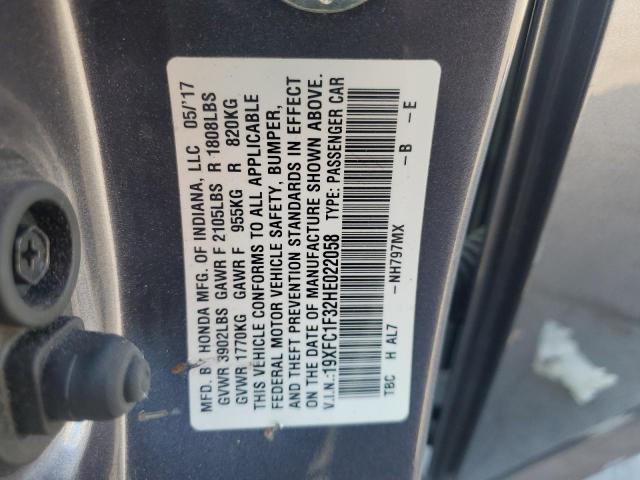 MFD. BY HONDA MFG. OF INDIANA, LLC 05/'17
GVWR 3902LBS GAWR F 2105LBS R 1808LBS
GVWR 1770KG GAWR F 955KG R 820KG
THIS VEHICLE CONFORMS TO ALL APPLICABLE
FEDERAL MOTOR VEHICLE SAFETY, BUMPER,
AND THEFT PREVENTION STANDARDS IN EFFECT
ON THE DATE OF MANUFACTURE SHOWN ABOVE.
V.I.N.:19XFC1F32HE022058 TYPE: PASSENGER CAR
TBC H AL7 -NH797MX -B -E